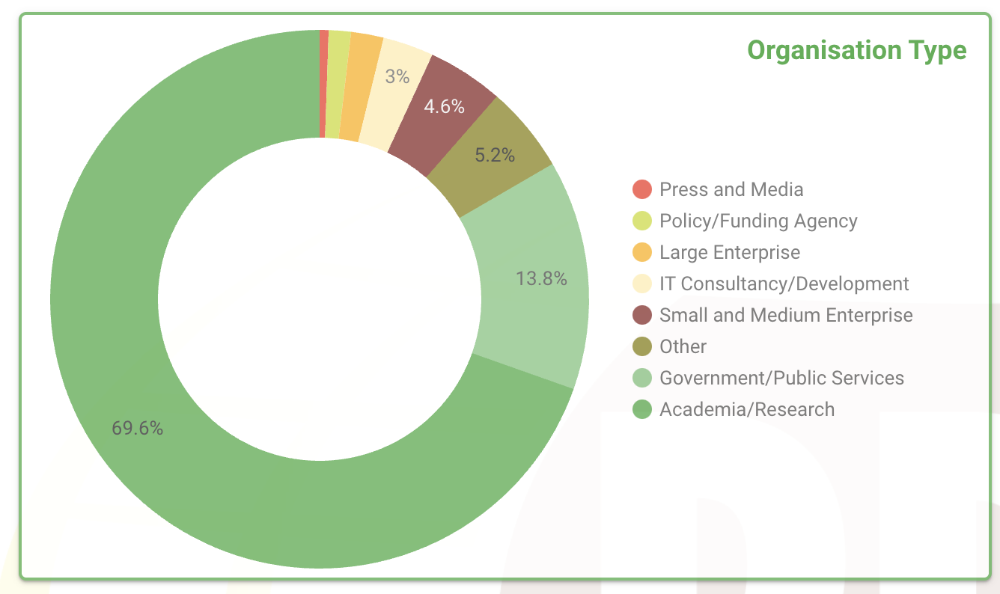 Organisation Type
3%
4.6%
5.2%
13.8%
69.6%
Press and Media
Policy/Funding Agency
Large Enterprise
IT Consultancy/Development
Small and Medium Enterprise
Other
Government/Public Services
Academia/Research